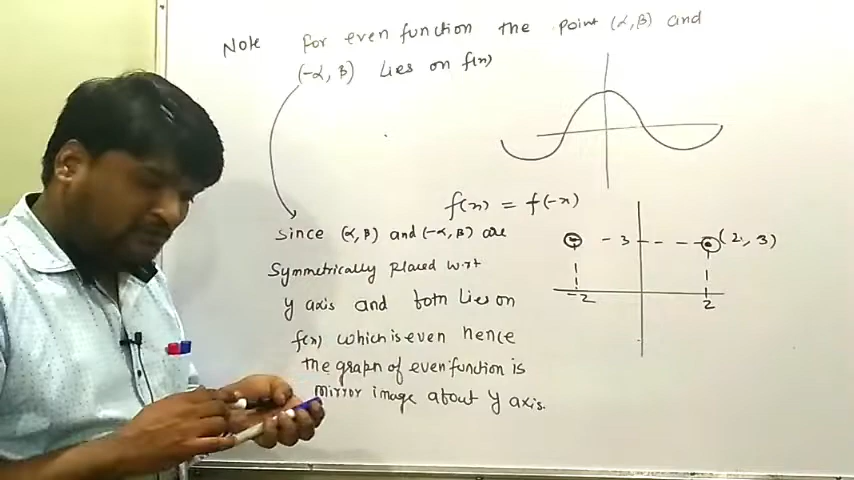 Note for even function the point (α,β) and
(-α, β) Lies on f(x)
f(x) = f(-x)
Since (α,β) and (-α, β) are
Symmetrically placed w.r.t
y axis and both Lies on
f(x) which is even hence
the graph of even function is
Mirror image about y axis.
3 (2, 3)
-2 2